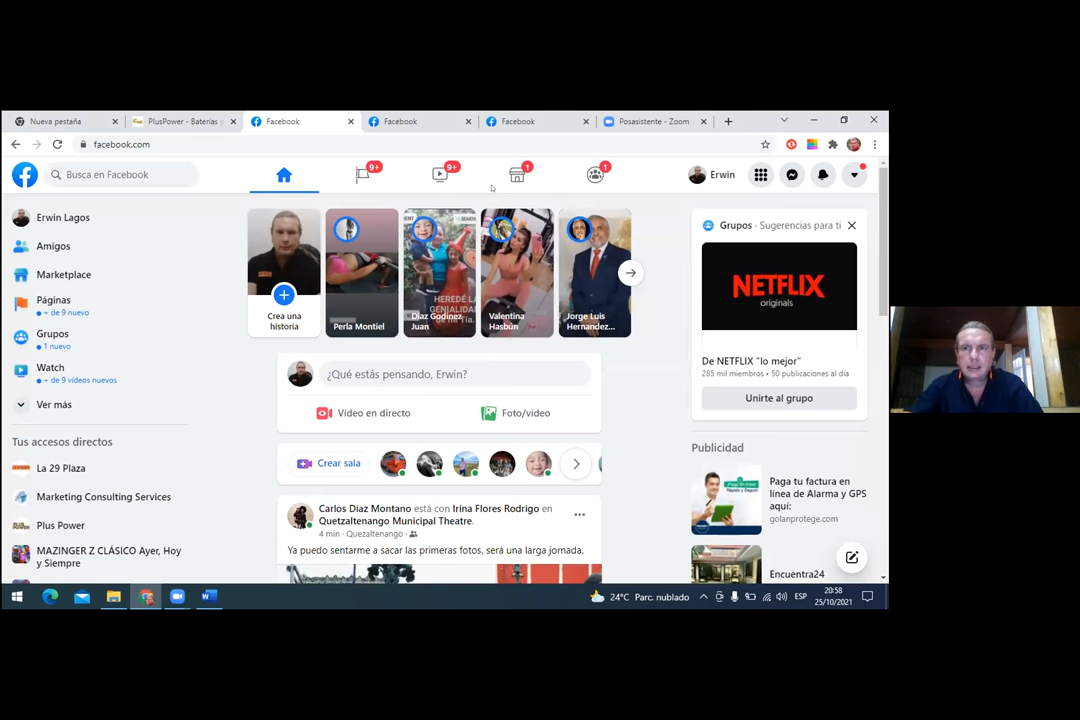 Nueva pestaña
PlusPower - Baterías
Facebook
Facebook
Facebook
Posasistente - Zoom
facebook.com
Busca en Facebook
9+
9+
1
1
Erwin
Erwin Lagos
Amigos
Marketplace
Páginas
+ de 9 nuevo
Grupos
1 nuevo
Watch
+ de 9 vídeos nuevos
Ver más
Tus accesos directos
La 29 Plaza
Marketing Consulting Services
Plus Power
MAZINGER Z CLÁSICO Ayer, Hoy
y Siempre
Crea una
historia
Perla Montiel
HEREDÉ LA
GENIALIDAD
Díaz Godínez
Juan
Valentina
Hasbún
Jorge Luis
Hernandez...
¿Qué estás pensando, Erwin?
Vídeo en directo
Foto/vídeo
Crear sala
Carlos Díaz Montano está con Irina Flores Rodrigo en
Quetzaltenango Municipal Theatre.
4 min · Quezaltenango ·
Ya puedo sentarme a sacar las primeras fotos, será una larga jornada.
Grupos · Sugerencias para ti
NETFLIX
originals
De NETFLIX "lo mejor"
285 mil miembros • 50 publicaciones al día
Unirte al grupo
Publicidad
Paga tu factura en
línea de Alarma y GPS
aquí:
golanprotege.com
Encuentra24
24°C Parc. nublado
ESP
20:58
25/10/2021